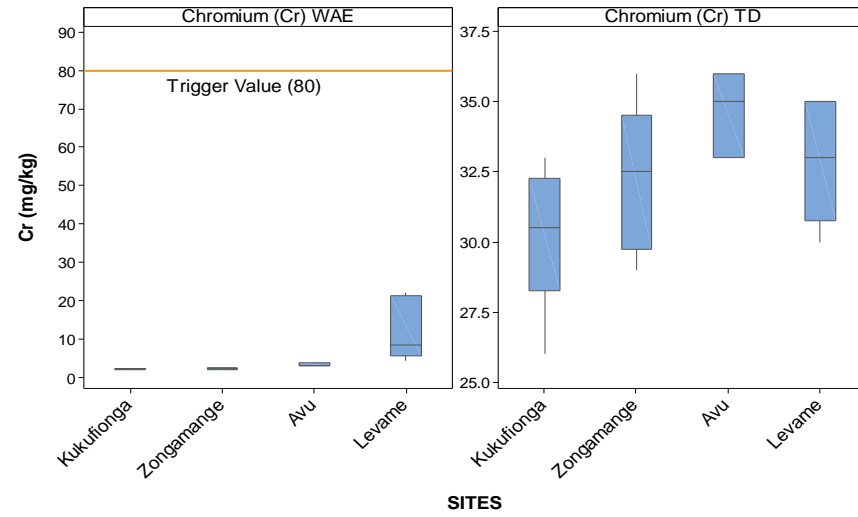 Chromium (Cr) WAE
Chromium (Cr) TD
90
80
70
60
50
40
30
20
10
0
Trigger Value (80)
37.5
35.0
32.5
30.0
27.5
25.0
Cr (mg/kg)
Kukufionga
Zongamange
Avu
Levame
Kukufionga
Zongamange
Avu
Levame
SITES